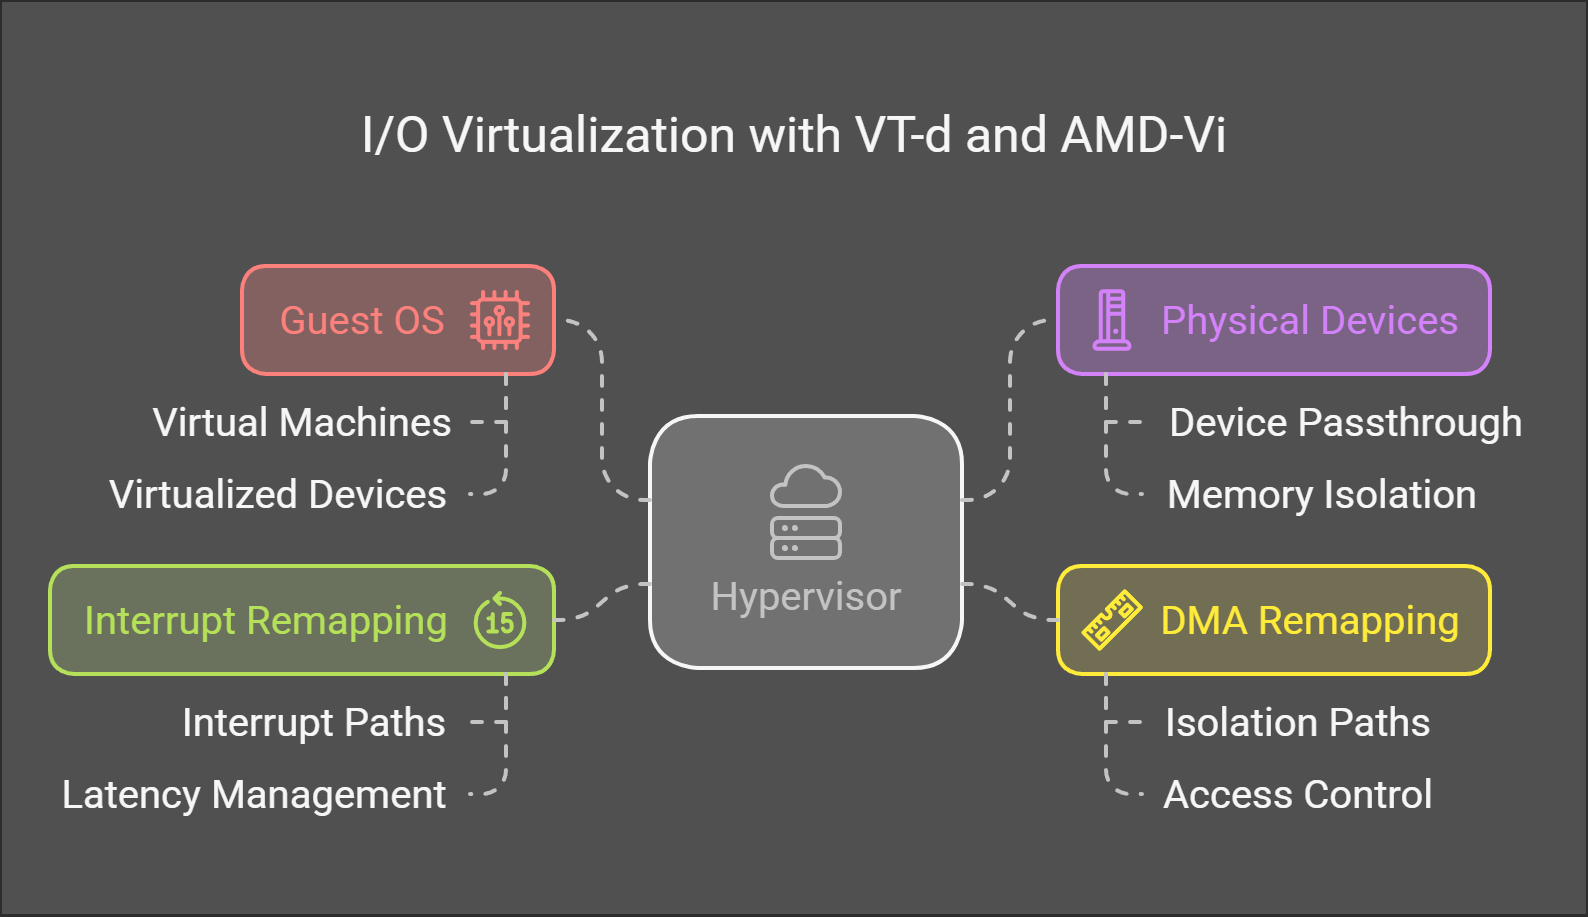 I/O Virtualization with VT-d and AMD-Vi
Guest OS
Virtual Machines
Virtualized Devices
Interrupt Remapping
15
Interrupt Paths
Latency Management
Hypervisor
Physical Devices
Device Passthrough
Memory Isolation
DMA Remapping
Isolation Paths
Access Control